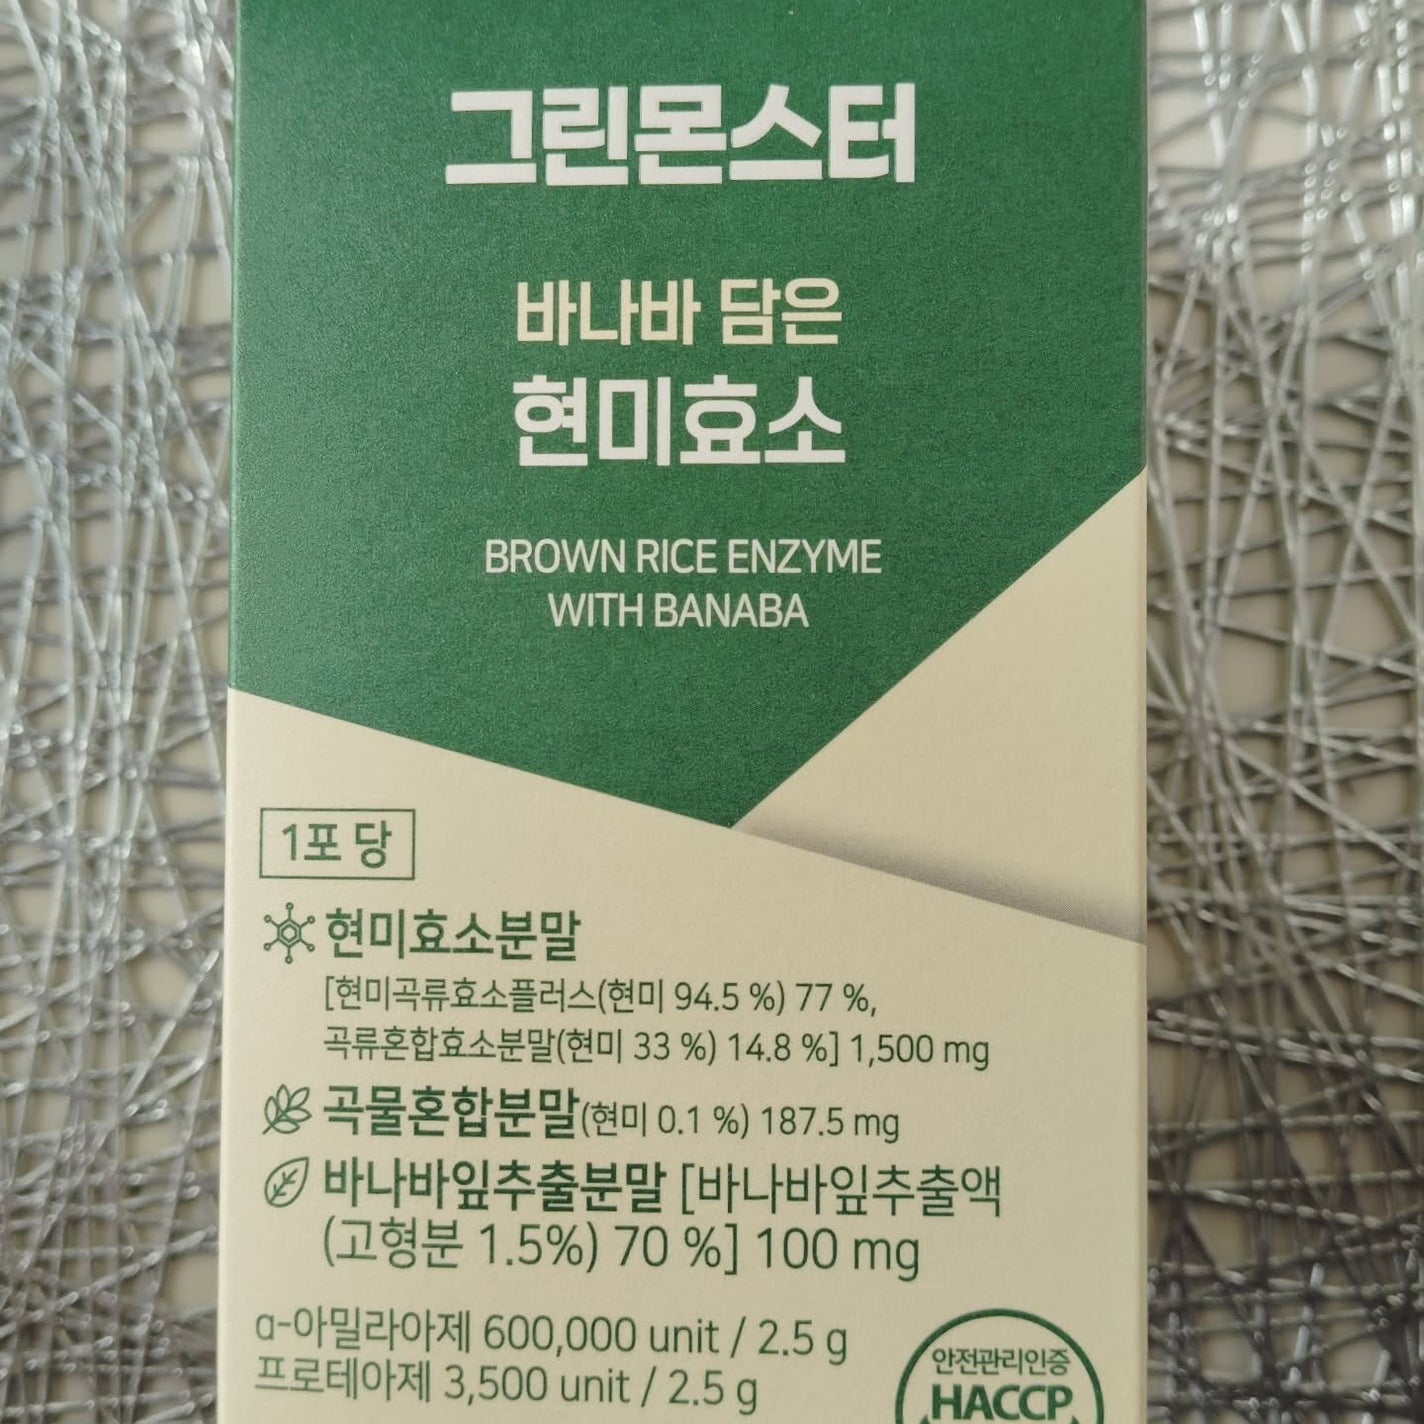 그린몬스터
바나바 담은
현미효소
BROWN RICE ENZYME
WITH BANABA
1포 당
현미효소분말
[현미곡류효소플러스(현미 94.5 %) 77 %,
곡류혼합효소분말(현미 33 %) 14.8 %] 1,500 mg
곡물혼합분말(현미 0.1 %) 187.5 mg
바나바잎추출분말 [바나바잎추출액
(고형분 1.5%) 70 %] 100 mg
α-아밀라아제 600,000 unit / 2.5 g
프로테아제 3,500 unit / 2.5 g
안전관리인증
HACCP